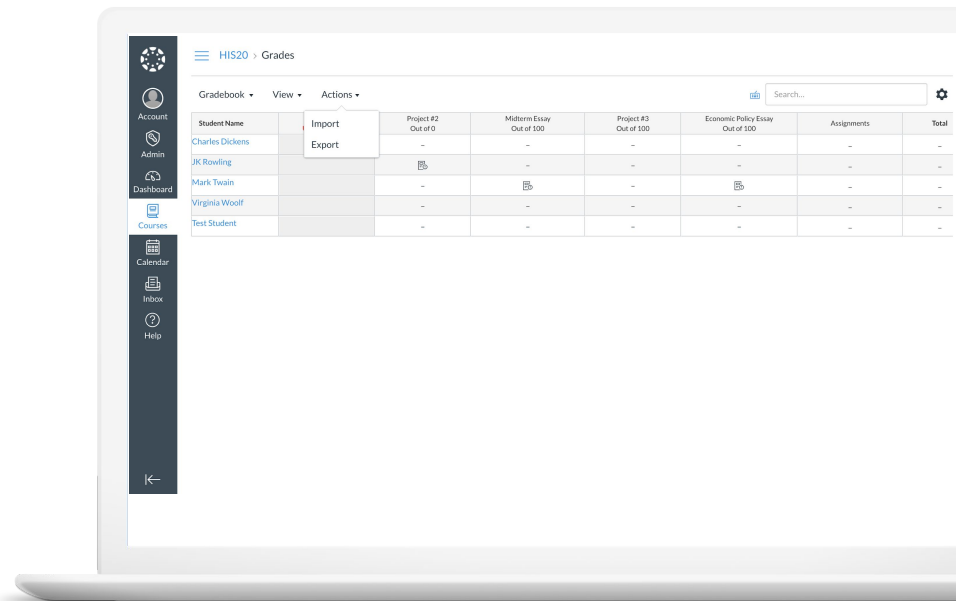 HIS20 > Grades
Account
Admin
Dashboard
Courses
Calendar
Inbox
Help
Gradebook ▾ View ▾ Actions ▾
Search...
Import
Export
Student Name
Project #2
Out of 0
Midterm Essay
Out of 100
Project #3
Out of 100
Economic Policy Essay
Out of 100
Assignments
Total
Charles Dickens – – – – – –
JK Rowling – – – – –
Mark Twain – – – –
Virginia Woolf – – – – – –
Test Student – – – – – –